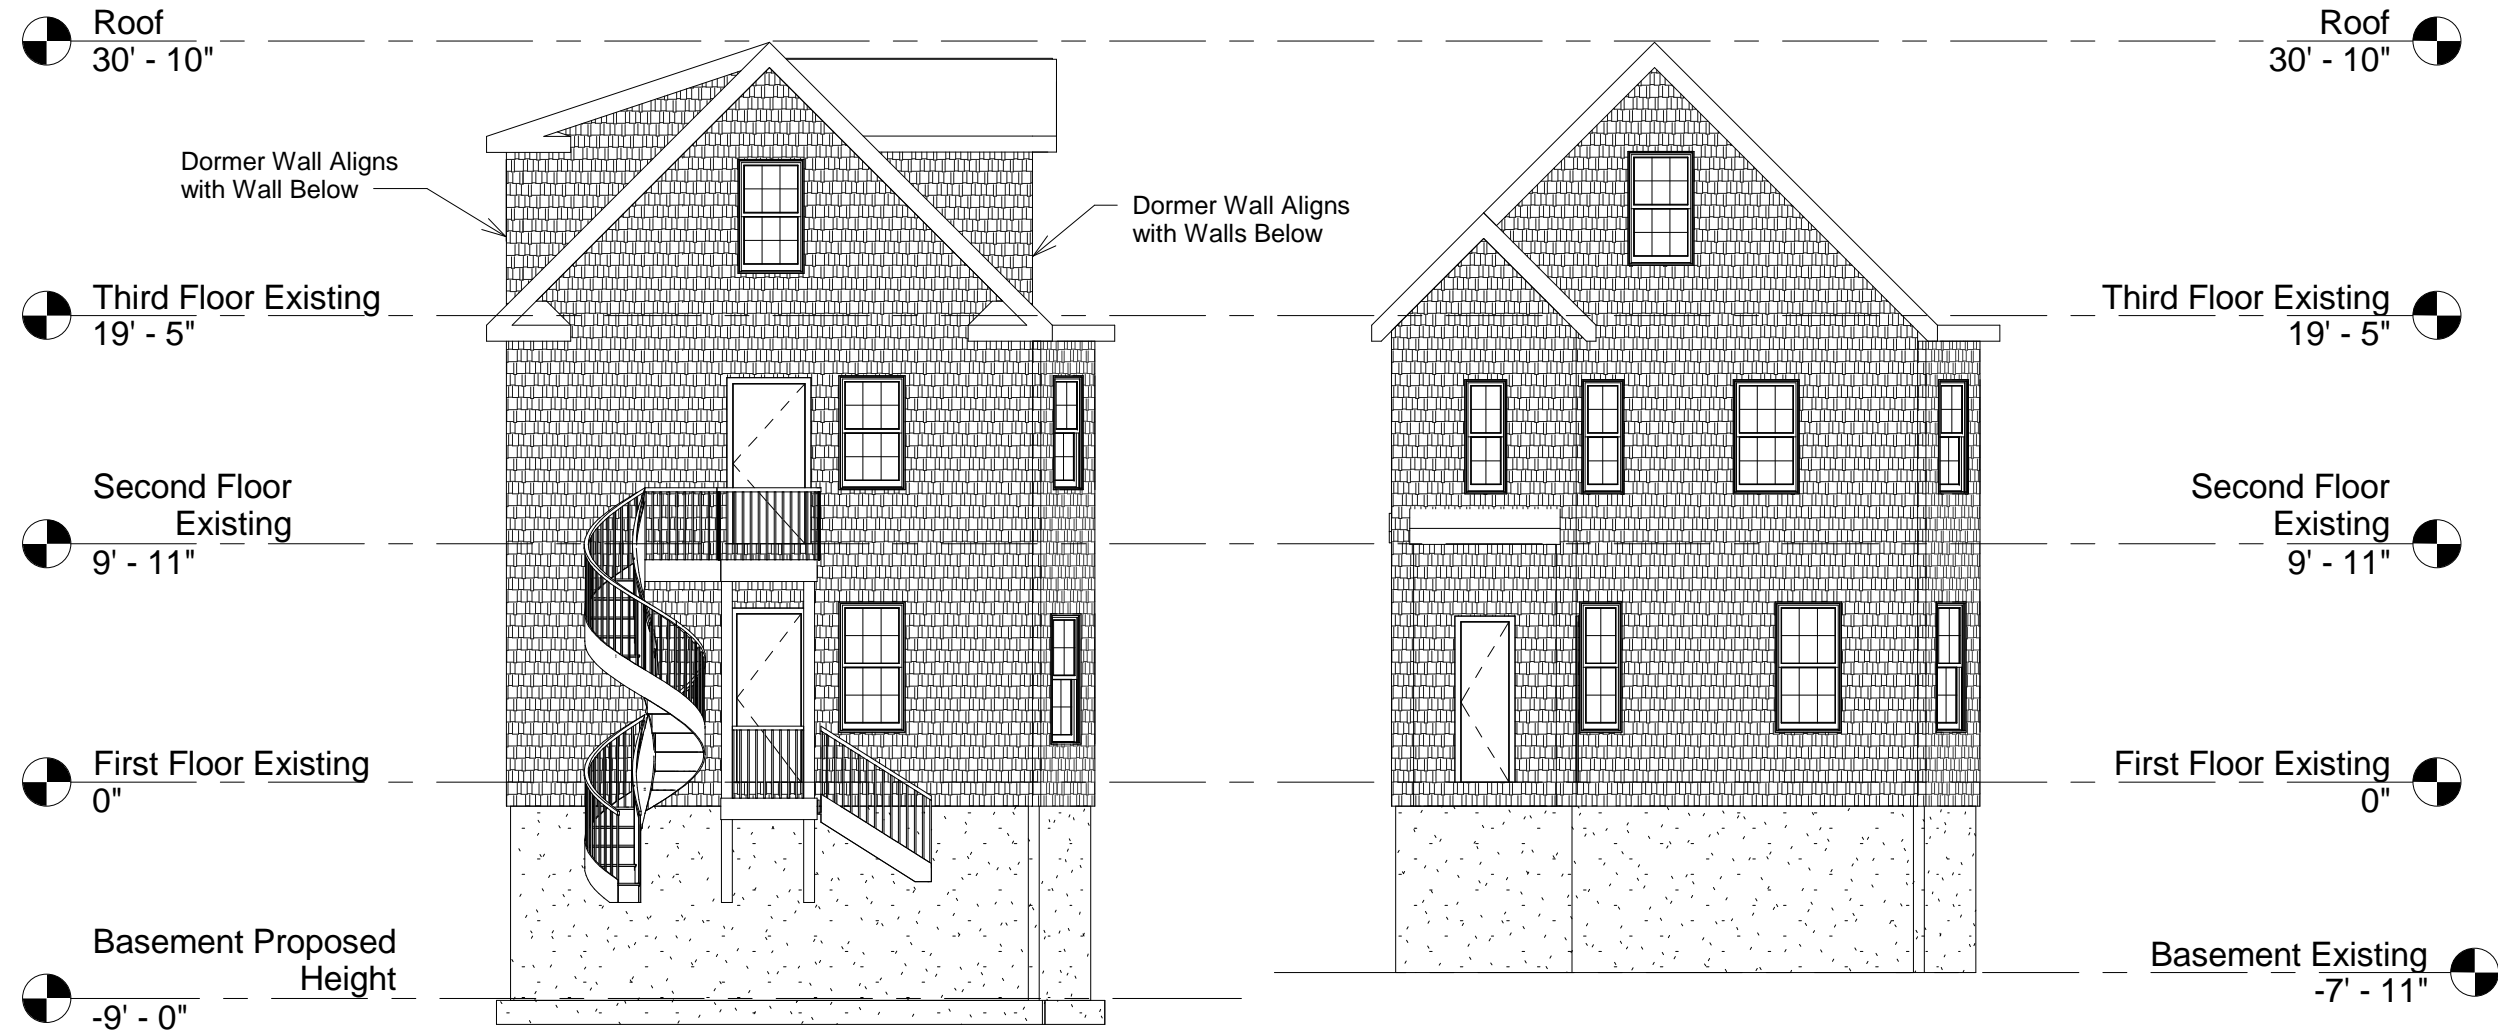 Roof
30' - 10"
Dormer Wall Aligns
with Wall Below
Third Floor Existing
19' - 5"
Second Floor
Existing
9' - 11"
First Floor Existing
0"
Basement Proposed
Height
-9' - 0"
Dormer Wall Aligns
with Walls Below
Roof
30' - 10"
Third Floor Existing
19' - 5"
Second Floor
Existing
9' - 11"
First Floor Existing
0"
Basement Existing
-7' - 11"